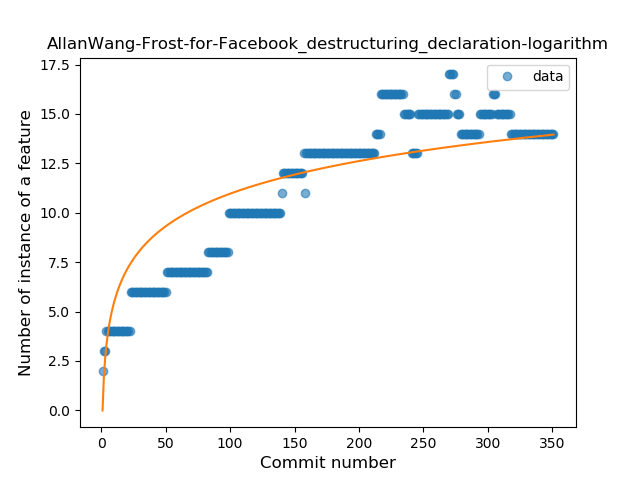 AllanWang-Frost-for-Facebook_destructuring_declaration-logarithm
data
Number of instance of a feature
17.5
15.0
12.5
10.0
7.5
5.0
2.5
0.0
0 50 100 150 200 250 300 350
Commit number